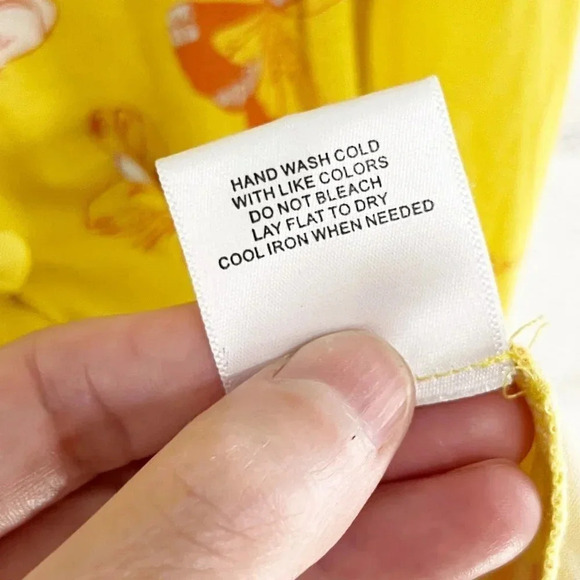 HAND WASH COLD
WITH LIKE COLORS
DO NOT BLEACH
LAY FLAT TO DRY
COOL IRON WHEN NEEDED